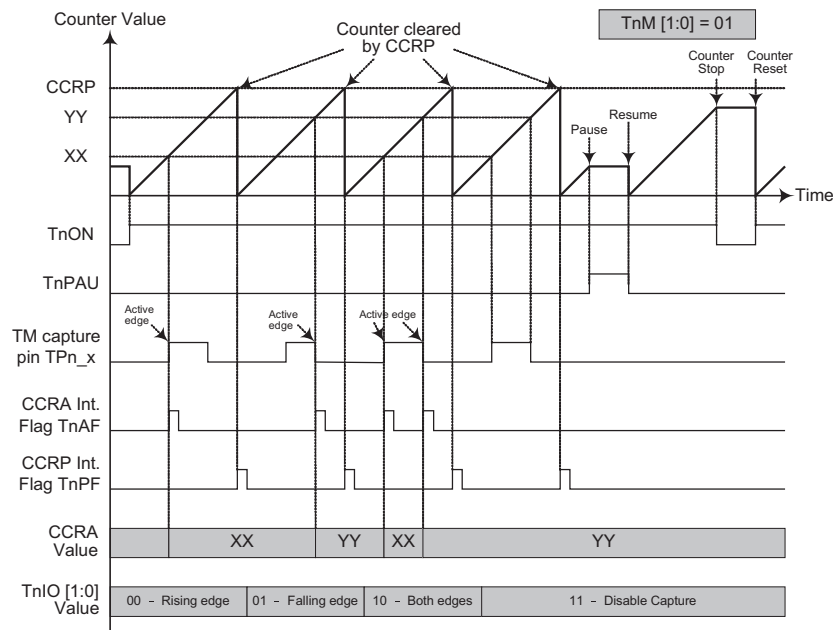 Counter Value
TnM [1:0] = 01
Counter cleared
by CCRP
Counter
Stop
Counter
Reset
CCRP
YY
XX
Pause
Resume
Time
TnON
TnPAU
Active
edge
Active
edge
Active edge
TM capture
pin TPn_x
CCRA Int.
Flag TnAF
CCRP Int.
Flag TnPF
CCRA
Value
XX
YY
XX
YY
TnIO [1:0]
Value
00 – Rising edge
01 – Falling edge
10 – Both edges
11 – Disable Capture